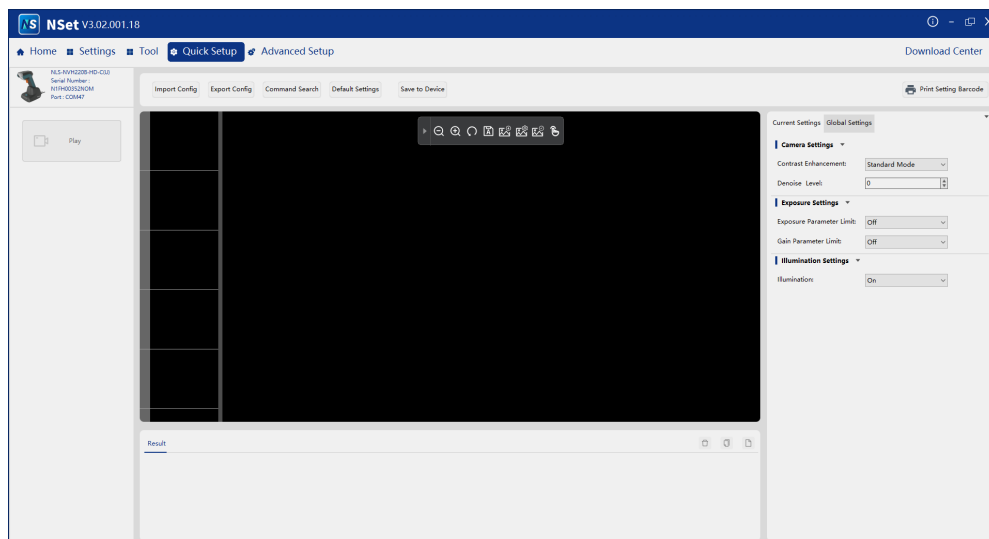 NS NSet V3.02.001.18
Home Settings Tool Quick Setup Advanced Setup Download Center
NLS-NVH220B-HD-C(U)
Serial Number :
N1FH00352NOM
Port : COM47
Import Config Export Config Command Search Default Settings Save to Device Print Setting Barcode
Play
Current Settings Global Settings
Camera Settings
Contrast Enhancement: Standard Mode
Denoise Level: 0
Exposure Settings
Exposure Parameter Limit: Off
Gain Parameter Limit: Off
Illumination Settings
Illumination: On
Result